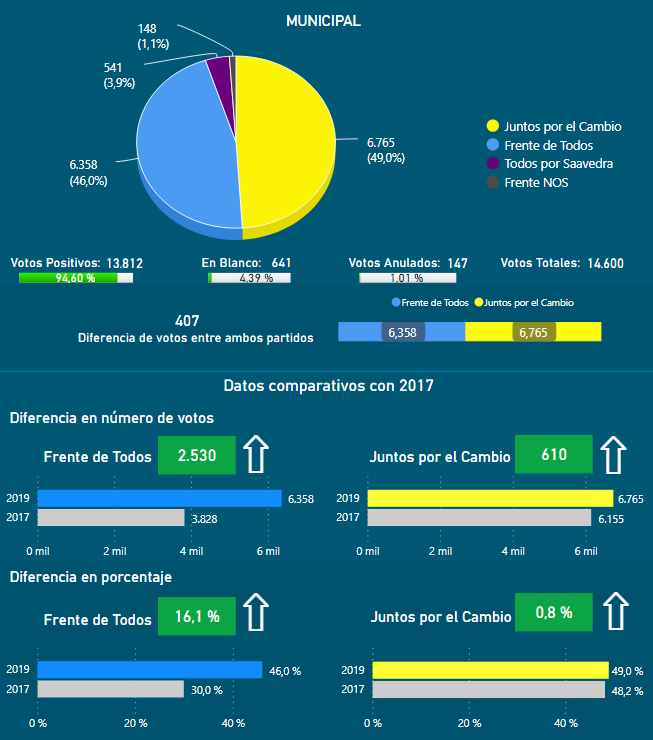 MUNICIPAL
148
(1,1%)
541
(3,9%)
6.358
(46,0%)
6.765
(49,0%)
Juntos por el Cambio
Frente de Todos
Todos por Saavedra
Frente NOS
Votos Positivos: 13.812
94,60 %
En Blanco: 641
4,39 %
Votos Anulados: 147
1,01 %
Votos Totales: 14.600
407
Diferencia de votos entre ambos partidos
Frente de Todos Juntos por el Cambio
6,358 6,765
Datos comparativos con 2017
Diferencia en número de votos
Frente de Todos 2.530
2019 6.358
2017 3.828
0 mil 2 mil 4 mil 6 mil
Juntos por el Cambio 610
2019 6.765
2017 6.155
0 mil 2 mil 4 mil 6 mil
Diferencia en porcentaje
Frente de Todos 16,1 %
2019 46,0 %
2017 30,0 %
0 % 20 % 40 %
Juntos por el Cambio 0,8 %
2019 49,0 %
2017 48,2 %
0 % 20 % 40 %